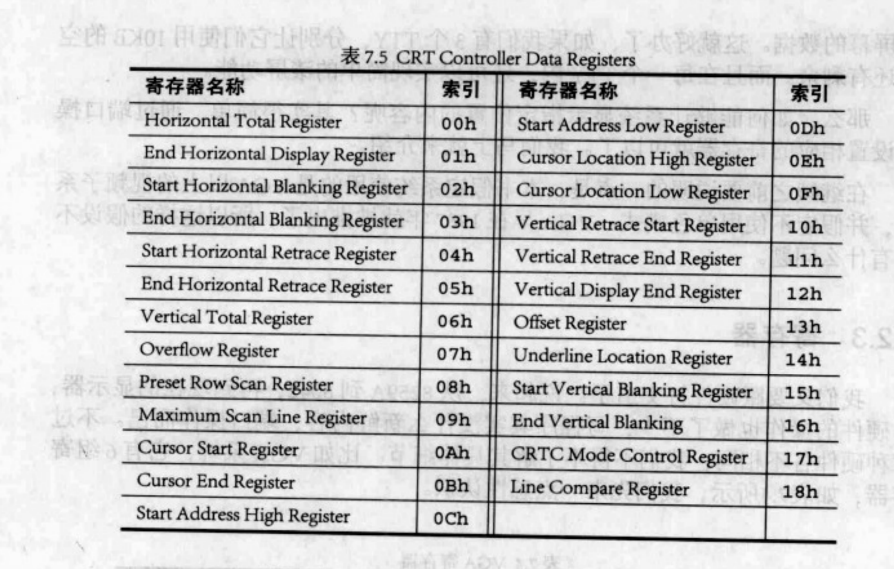 表 7.5 CRT Controller Data Registers
寄存器名称 索引 寄存器名称 索引
Horizontal Total Register 00h Start Address Low Register 0Dh
End Horizontal Display Register 01h Cursor Location High Register 0Eh
Start Horizontal Blanking Register 02h Cursor Location Low Register 0Fh
End Horizontal Blanking Register 03h Vertical Retrace Start Register 10h
Start Horizontal Retrace Register 04h Vertical Retrace End Register 11h
End Horizontal Retrace Register 05h Vertical Display End Register 12h
Vertical Total Register 06h Offset Register 13h
Overflow Register 07h Underline Location Register 14h
Preset Row Scan Register 08h Start Vertical Blanking Register 15h
Maximum Scan Line Register 09h End Vertical Blanking 16h
Cursor Start Register 0Ah CRTC Mode Control Register 17h
Cursor End Register 0Bh Line Compare Register 18h
Start Address High Register 0Ch